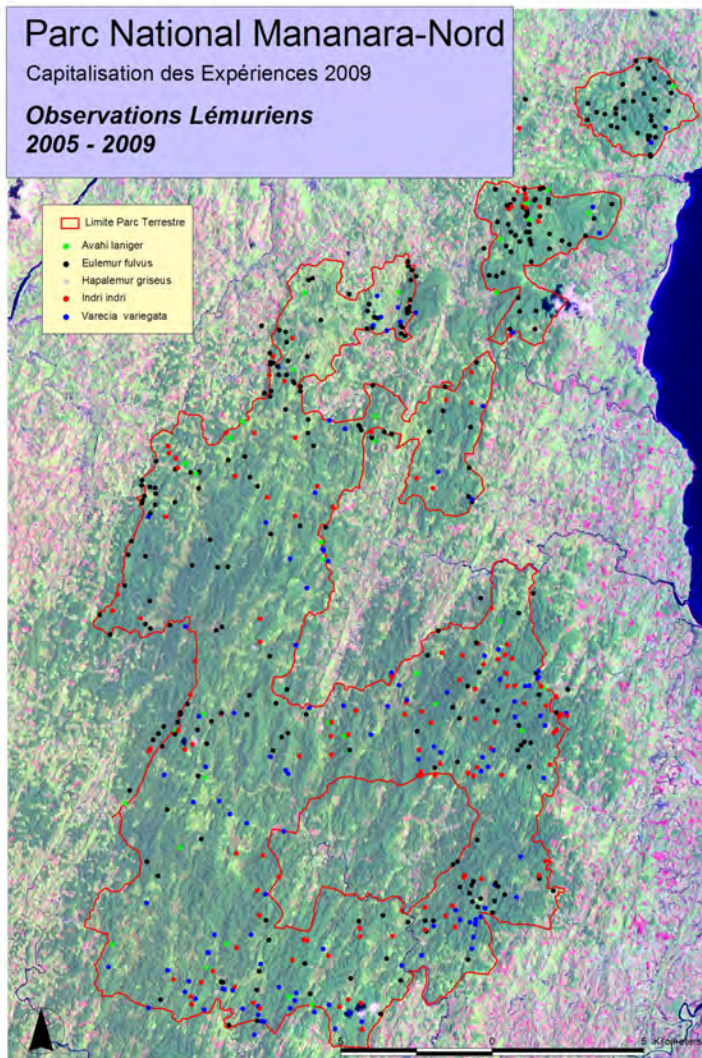 Parc National Mananara-Nord
Capitalisation des Expériences 2009
Observations Lémuriens
2005 - 2009
Limite Parc Terrestre
Avahi laniger
Eulemur fulvus
Hapalemur griseus
Indri indri
Varecia variegata
5 0 5 Kilometers